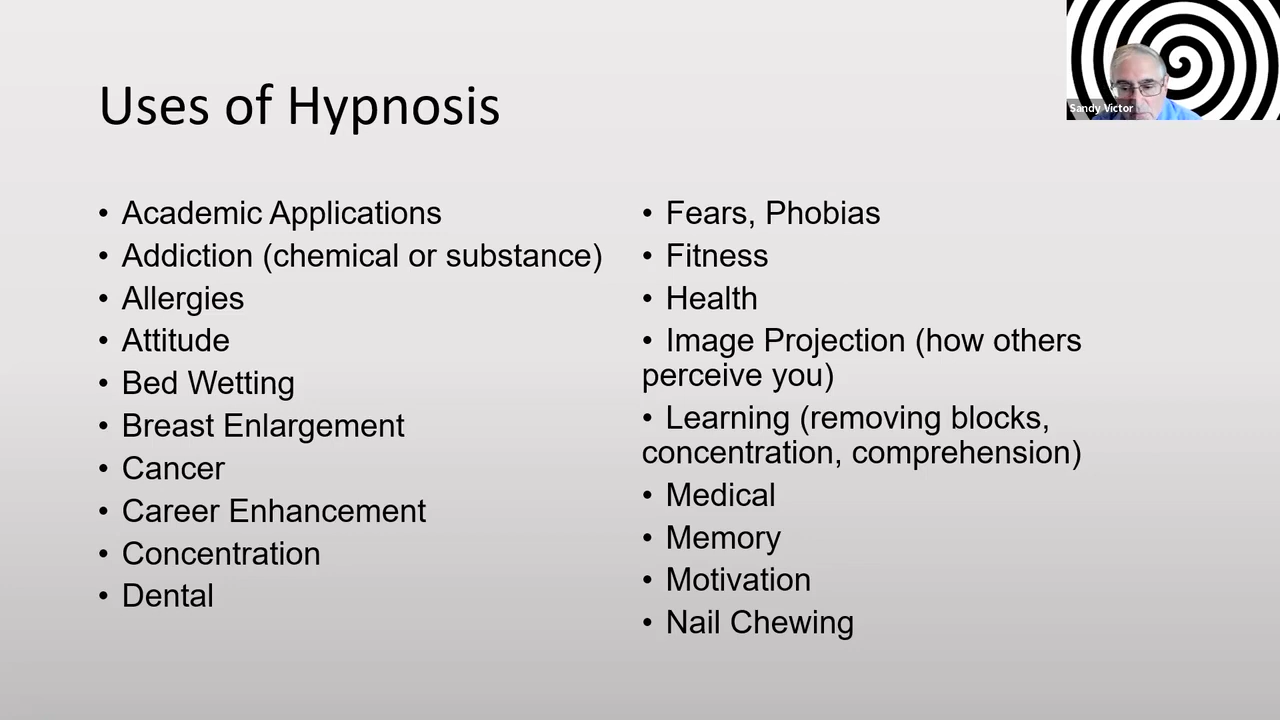 Uses of Hypnosis
Sandy Victor
• Academic Applications
• Addiction (chemical or substance)
• Allergies
• Attitude
• Bed Wetting
• Breast Enlargement
• Cancer
• Career Enhancement
• Concentration
• Dental
• Fears, Phobias
• Fitness
• Health
• Image Projection (how others
perceive you)
• Learning (removing blocks,
concentration, comprehension)
• Medical
• Memory
• Motivation
• Nail Chewing